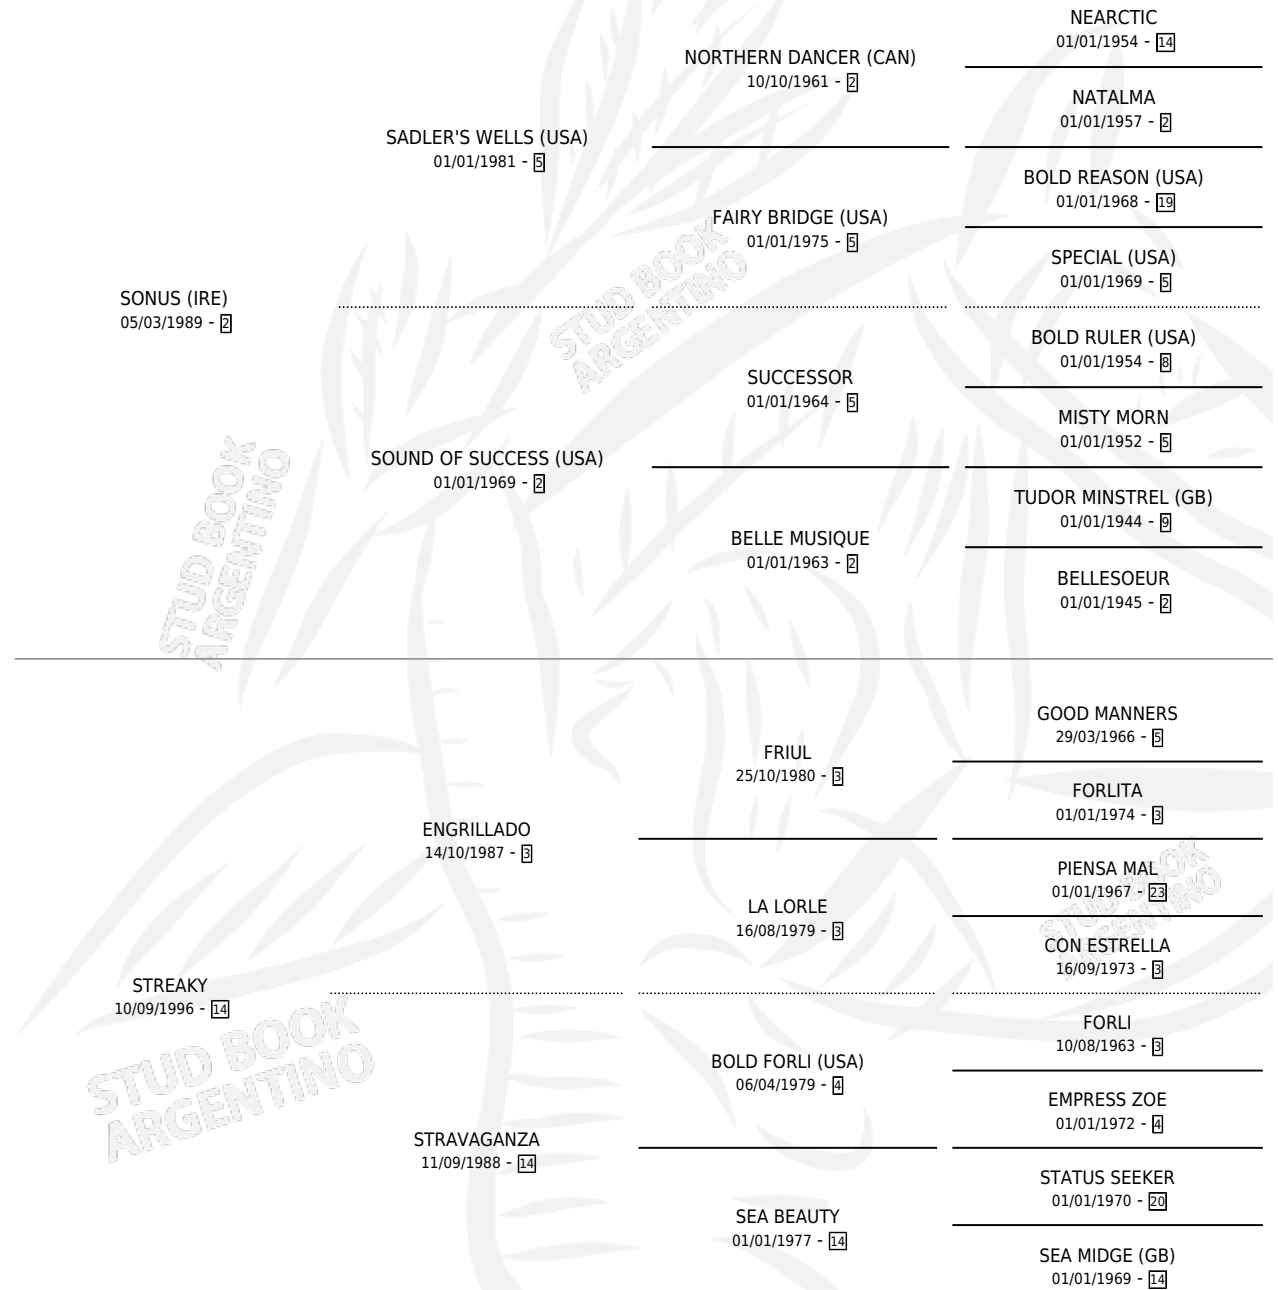 NEARCTIC
01/01/1954 - 14
NORTHERN DANCER (CAN)
10/10/1961 - 2
NATALMA
01/01/1957 - 2
SADLER'S WELLS (USA)
01/01/1981 - 5
BOLD REASON (USA)
01/01/1968 - 19
FAIRY BRIDGE (USA)
01/01/1975 - 5
SPECIAL (USA)
01/01/1969 - 5
SONUS (IRE)
05/03/1989 - 2
BOLD RULER (USA)
01/01/1954 - 8
SUCCESSOR
01/01/1964 - 5
MISTY MORN
01/01/1952 - 5
SOUND OF SUCCESS (USA)
01/01/1969 - 2
TUDOR MINSTREL (GB)
01/01/1944 - 9
BELLE MUSIQUE
01/01/1963 - 2
BELLESOEUR
01/01/1945 - 2
GOOD MANNERS
29/03/1966 - 5
FRIUL
25/10/1980 - 3
FORLITA
01/01/1974 - 3
ENGRILLADO
14/10/1987 - 3
PIENSA MAL
01/01/1967 - 23
LA LORLE
16/08/1979 - 3
CON ESTRELLA
16/09/1973 - 3
STREAKY
10/09/1996 - 14
FORLI
10/08/1963 - 3
BOLD FORLI (USA)
06/04/1979 - 4
EMPRESS ZOE
01/01/1972 - 4
STRAVAGANZA
11/09/1988 - 14
STATUS SEEKER
01/01/1970 - 20
SEA BEAUTY
01/01/1977 - 14
SEA MIDGE (GB)
01/01/1969 - 14
STUD BOOK
ARGENTINO
STUD BOOK
ARGENTINO
STUD BOOK
ARGENTINO
STUD BOOK
ARGENTINO